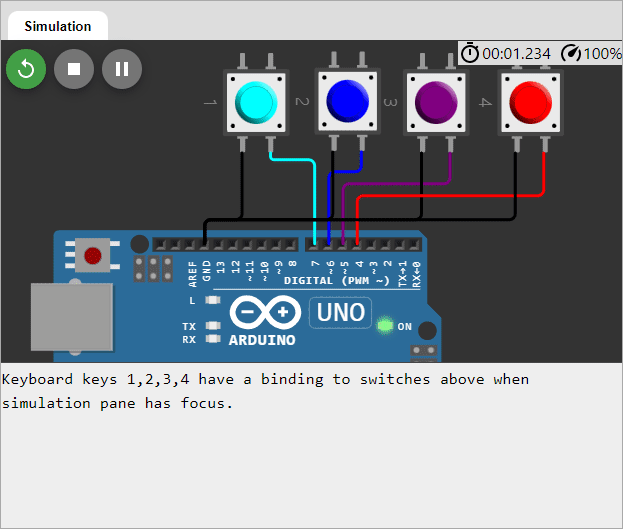 Simulation
00:01.234 100%
1 2 3 4
AREF GND 13 12 ~11 ~10 ~9 8 7 ~6 ~5 4 ~3 2 TX→1 RX←0
DIGITAL (PWM ~)
L
TX
RX
UNO
ON
ARDUINO
Keyboard keys 1,2,3,4 have a binding to switches above when
simulation pane has focus.